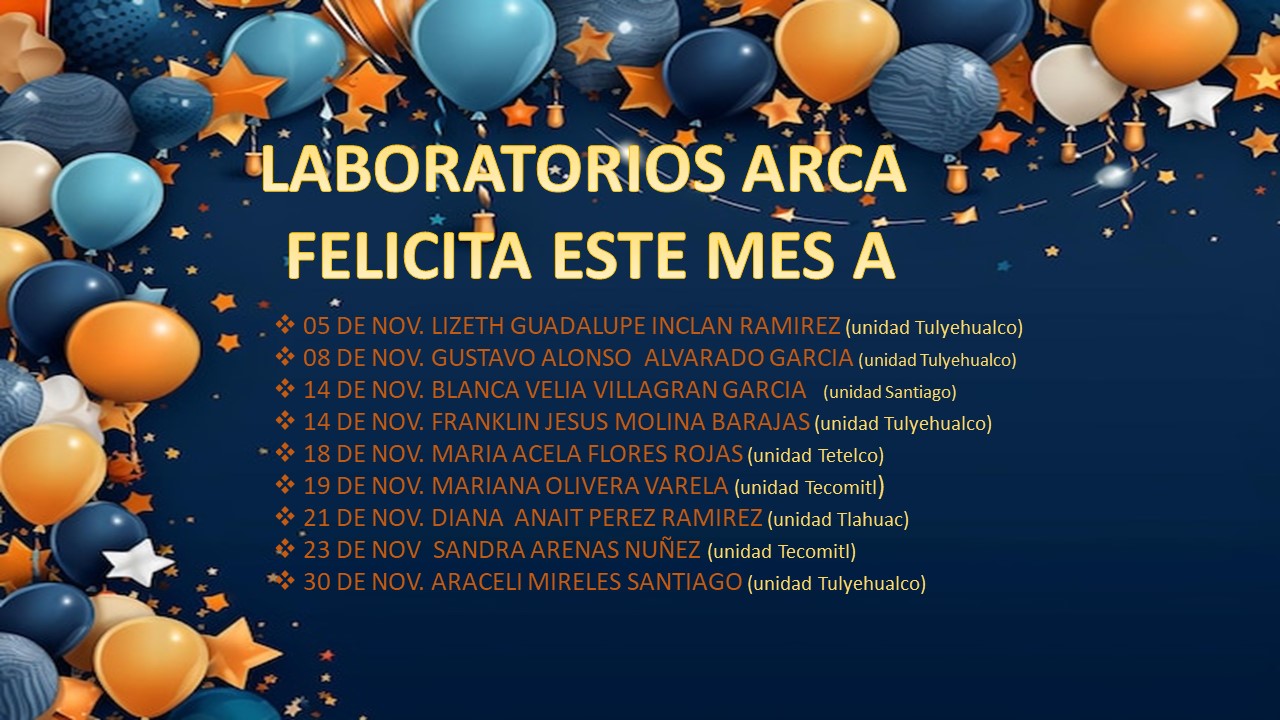 LABORATORIOS ARCA
FELICITA ESTE MES A
❖ 05 DE NOV. LIZETH GUADALUPE INCLAN RAMIREZ (unidad Tulyehualco)
❖ 08 DE NOV. GUSTAVO ALONSO  ALVARADO GARCIA (unidad Tulyehualco)
❖ 14 DE NOV. BLANCA VELIA VILLAGRAN GARCIA   (unidad Santiago)
❖ 14 DE NOV. FRANKLIN JESUS MOLINA BARAJAS (unidad Tulyehualco)
❖ 18 DE NOV. MARIA ACELA FLORES ROJAS (unidad Tetelco)
❖ 19 DE NOV. MARIANA OLIVERA VARELA (unidad Tecomitl)
❖ 21 DE NOV. DIANA  ANAIT PEREZ RAMIREZ (unidad Tlahuac)
❖ 23 DE NOV  SANDRA ARENAS NUÑEZ (unidad Tecomitl)
❖ 30 DE NOV. ARACELI MIRELES SANTIAGO (unidad Tulyehualco)